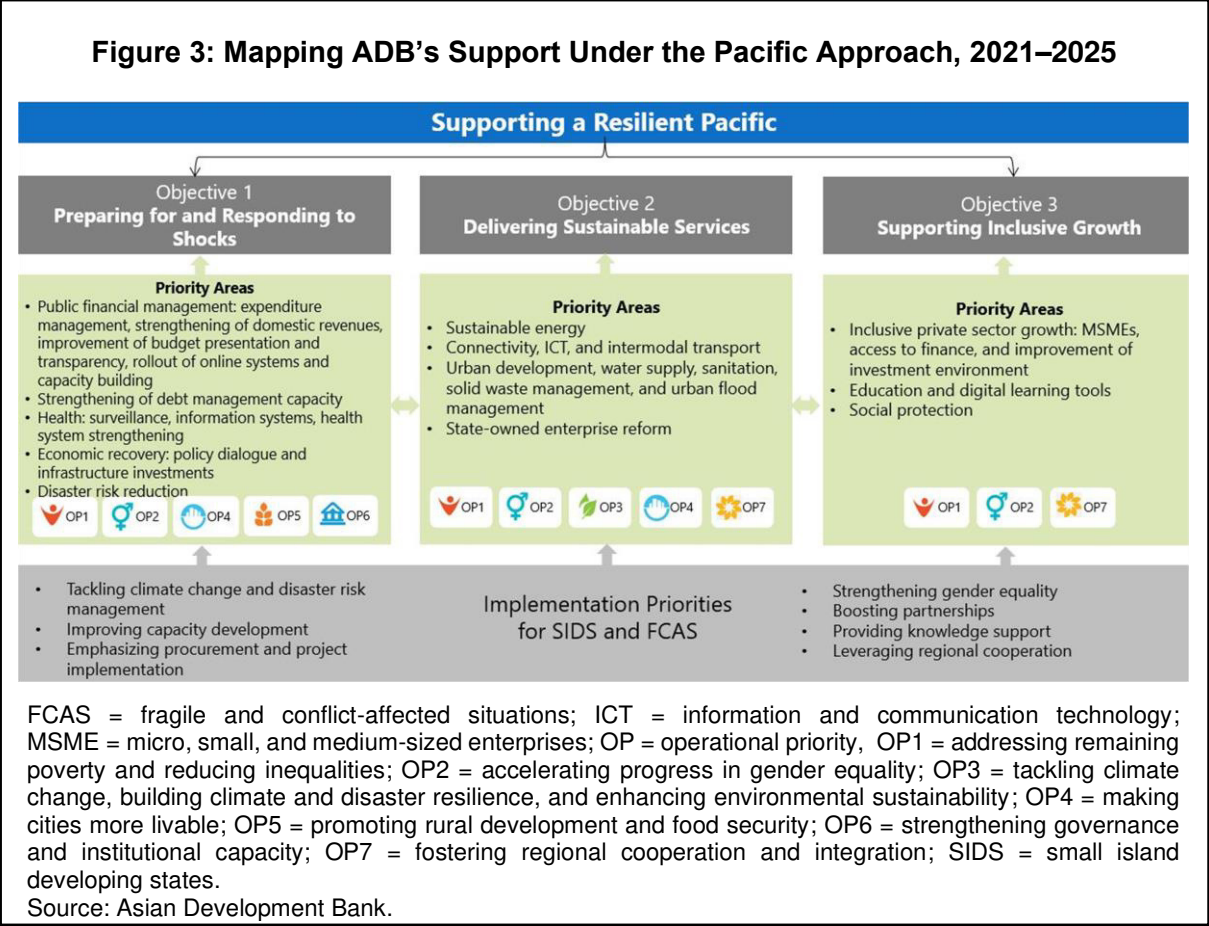 Figure 3: Mapping ADB’s Support Under the Pacific Approach, 2021–2025
Supporting a Resilient Pacific
Objective 1
Preparing for and Responding to
Shocks
Priority Areas
• Public financial management: expenditure
management, strengthening of domestic revenues,
improvement of budget presentation and
transparency, rollout of online systems and
capacity building
• Strengthening of debt management capacity
• Health: surveillance, information systems, health
system strengthening
• Economic recovery: policy dialogue and
infrastructure investments
• Disaster risk reduction
OP1 OP2 OP4 OP5 OP6
Objective 2
Delivering Sustainable Services
Priority Areas
• Sustainable energy
• Connectivity, ICT, and intermodal transport
• Urban development, water supply, sanitation,
solid waste management, and urban flood
management
• State-owned enterprise reform
OP1 OP2 OP3 OP4 OP7
Objective 3
Supporting Inclusive Growth
Priority Areas
• Inclusive private sector growth: MSMEs,
access to finance, and improvement of
investment environment
• Education and digital learning tools
• Social protection
OP1 OP2 OP7
• Tackling climate change and disaster risk
management
• Improving capacity development
• Emphasizing procurement and project
implementation
Implementation Priorities
for SIDS and FCAS
• Strengthening gender equality
• Boosting partnerships
• Providing knowledge support
• Leveraging regional cooperation
FCAS = fragile and conflict-affected situations; ICT = information and communication technology;
MSME = micro, small, and medium-sized enterprises; OP = operational priority, OP1 = addressing remaining
poverty and reducing inequalities; OP2 = accelerating progress in gender equality; OP3 = tackling climate
change, building climate and disaster resilience, and enhancing environmental sustainability; OP4 = making
cities more livable; OP5 = promoting rural development and food security; OP6 = strengthening governance
and institutional capacity; OP7 = fostering regional cooperation and integration; SIDS = small island
developing states.
Source: Asian Development Bank.